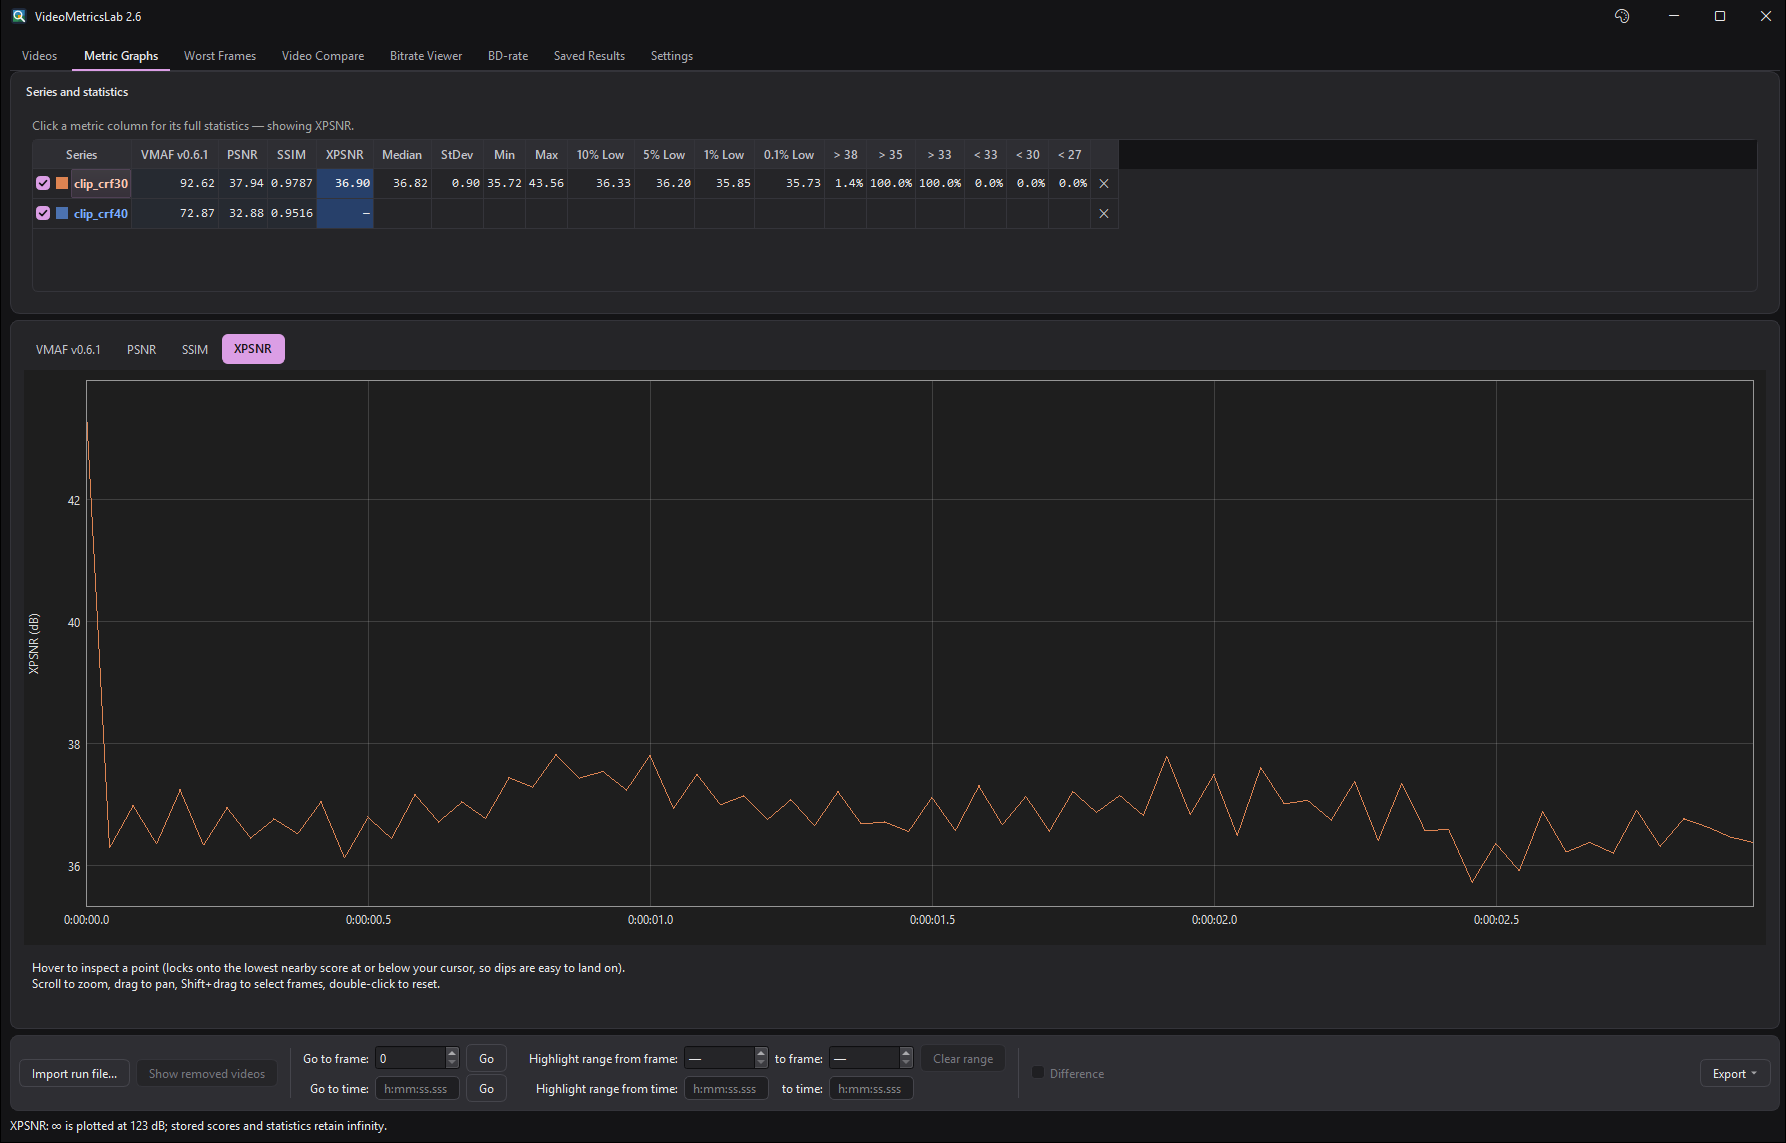 VideoMetricsLab 2.6
Videos Metric Graphs Worst Frames Video Compare Bitrate Viewer BD-rate Saved Results Settings
Series and statistics
Click a metric column for its full statistics — showing XPSNR.
Series VMAF v0.6.1 PSNR SSIM XPSNR Median StDev Min Max 10% Low 5% Low 1% Low 0.1% Low > 38 > 35 > 33 < 33 < 30 < 27
clip_crf30 92.62 37.94 0.9787 36.90 36.82 0.90 35.72 43.56 36.33 36.20 35.85 35.73 1.4% 100.0% 100.0% 0.0% 0.0% 0.0% ×
clip_crf40 72.87 32.88 0.9516 — ×
VMAF v0.6.1 PSNR SSIM XPSNR
XPSNR (dB)
42
40
38
36
0:00:00.0 0:00:00.5 0:00:01.0 0:00:01.5 0:00:02.0 0:00:02.5
Hover to inspect a point (locks onto the lowest nearby score at or below your cursor, so dips are easy to land on).
Scroll to zoom, drag to pan, Shift+drag to select frames, double-click to reset.
Import run file... Show removed videos
Go to frame: 0 Go Highlight range from frame: — to frame: — Clear range
Go to time: h:mm:ss.sss Go Highlight range from time: h:mm:ss.sss to time: h:mm:ss.sss
Difference
Export
XPSNR: ∞ is plotted at 123 dB; stored scores and statistics retain infinity.